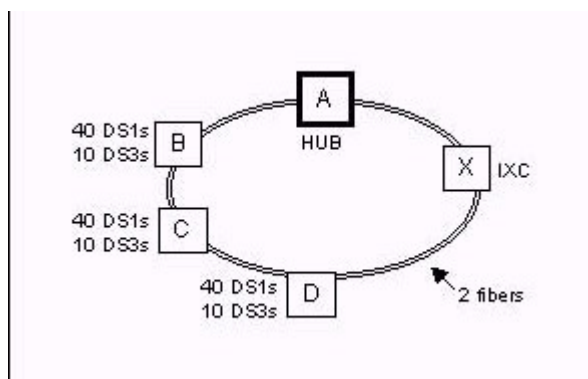 A
HUB
40 DS1s
10 DS3s
B
X
IXC
40 DS1s
10 DS3s
C
40 DS1s
10 DS3s
D
2 fibers